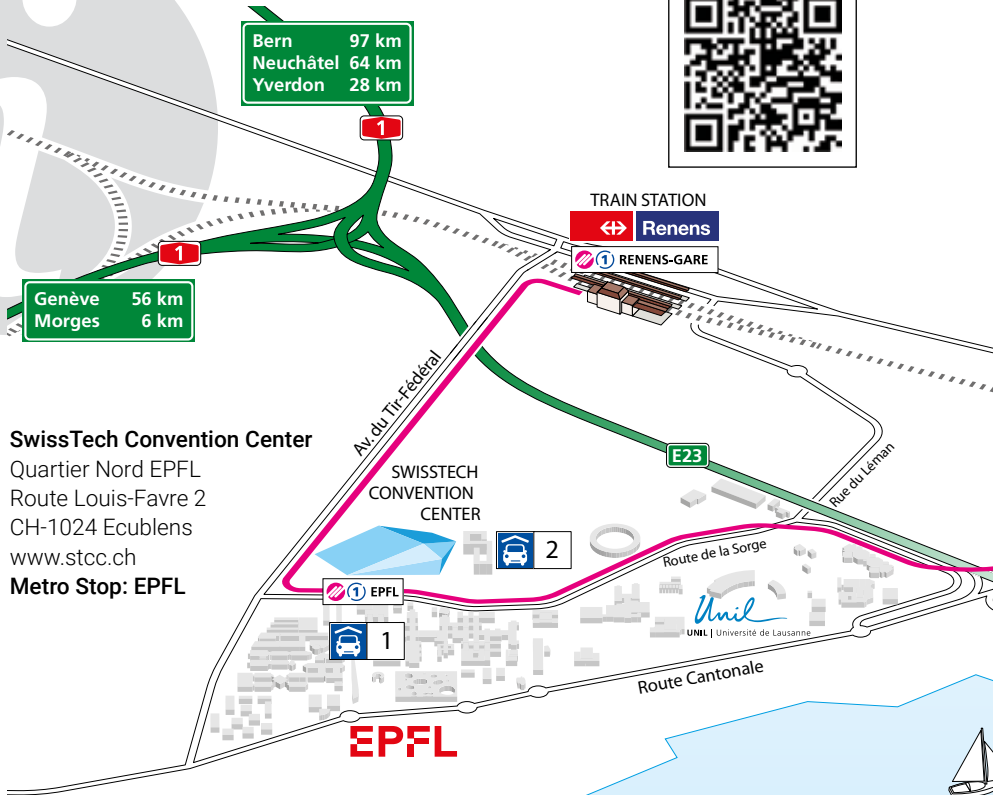 Bern 97 km
Neuchâtel 64 km
Yverdon 28 km
1
TRAIN STATION
Renens
1 RENENS-GARE
1
Genève 56 km
Morges 6 km
Av. du Tir-Fédéral
SwissTech Convention Center
Quartier Nord EPFL
Route Louis-Favre 2
CH-1024 Ecublens
www.stcc.ch
Metro Stop: EPFL
E23
Rue du Léman
SWISSTECH
CONVENTION
CENTER
2
Route de la Sorge
1 EPFL
1
Unil
UNIL | Université de Lausanne
Route Cantonale
EPFL